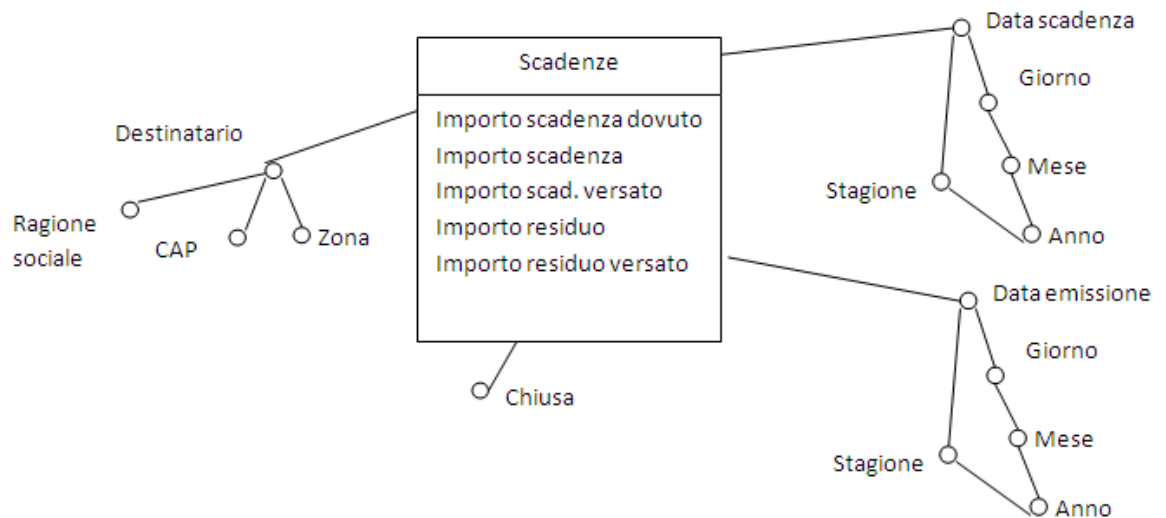 Scadenze
Importo scadenza dovuto
Importo scadenza
Importo scad. versato
Importo residuo
Importo residuo versato
Destinatario
Ragione
sociale
CAP
Zona
Chiusa
Data scadenza
Giorno
Mese
Stagione
Anno
Data emissione
Giorno
Mese
Stagione
Anno